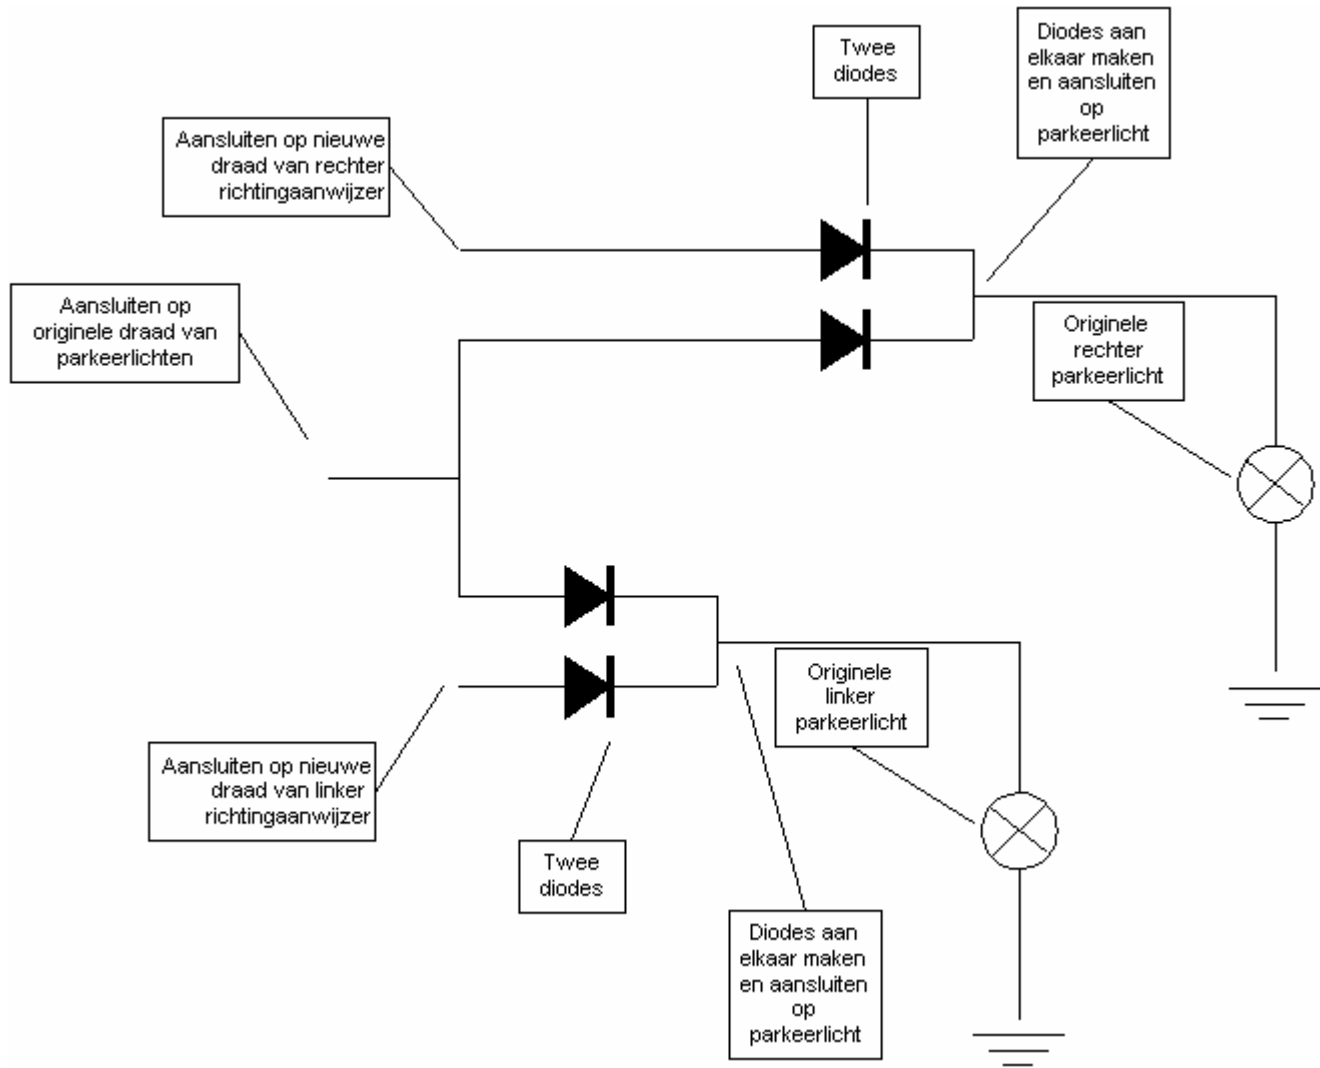 Twee
diodes
Diodes aan
elkaar maken
en aansluiten
op
parkeerlicht
Aansluiten op nieuwe
draad van rechter
richtingaanwijzer
Aansluiten op
originele draad van
parkeerlichten
Originele
rechter
parkeerlicht
Originele
linker
parkeerlicht
Aansluiten op nieuwe
draad van linker
richtingaanwijzer
Twee
diodes
Diodes aan
elkaar maken
en aansluiten
op
parkeerlicht